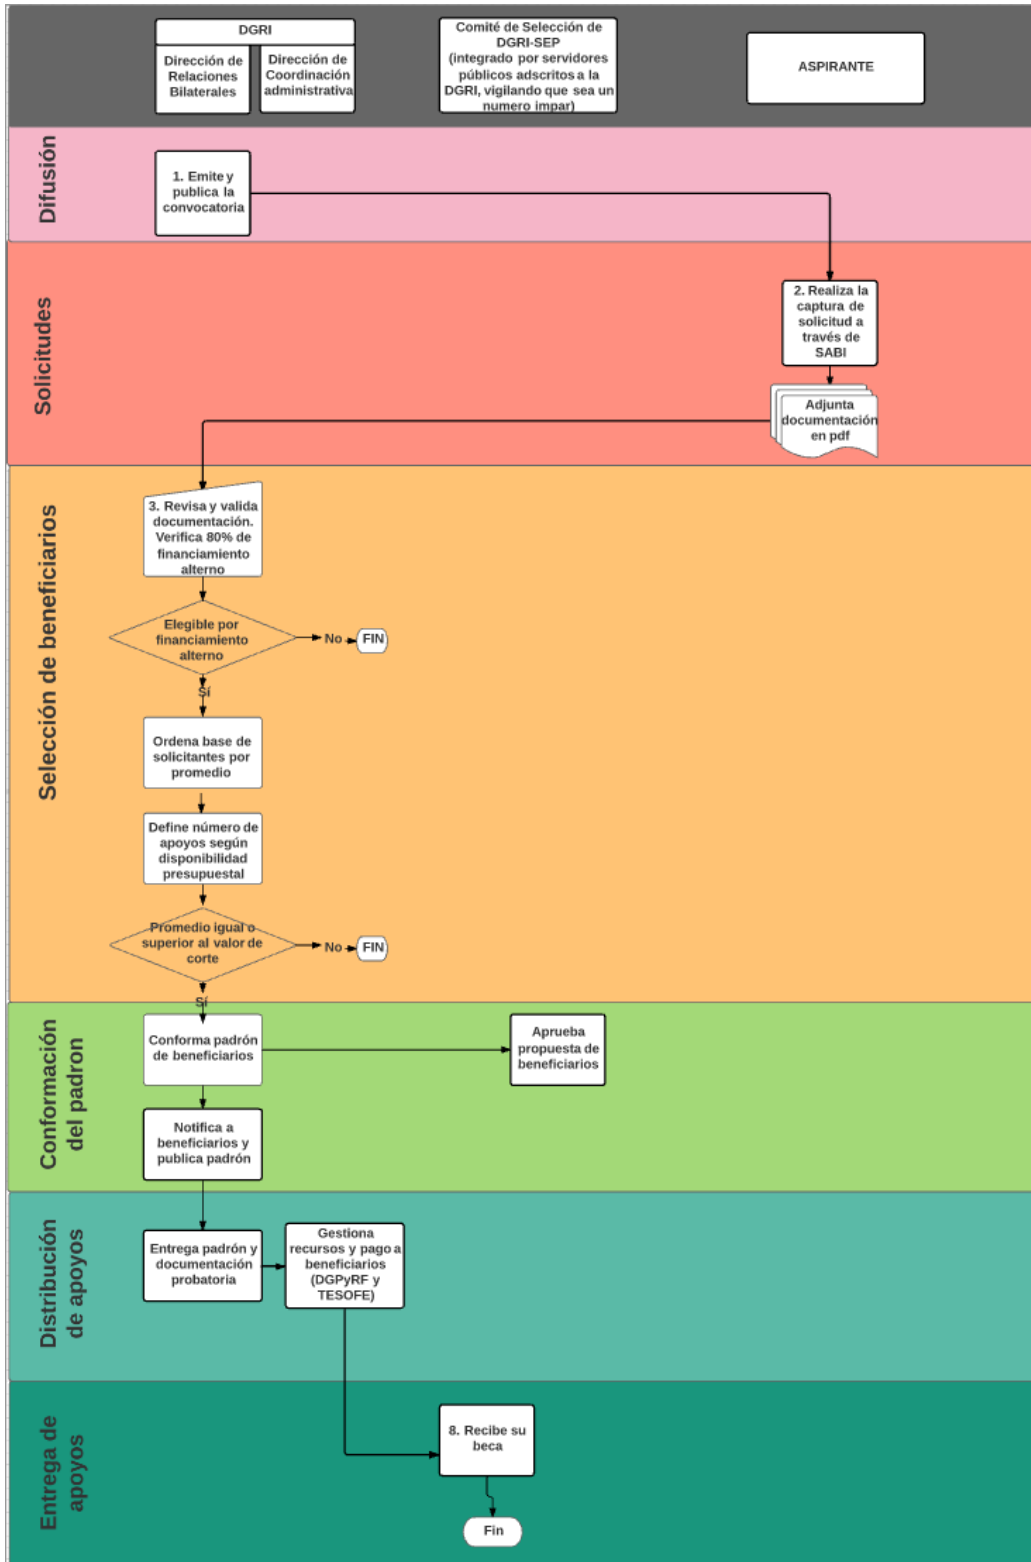 DGRI
Dirección de
Relaciones
Bilaterales
Dirección de
Coordinación
administrativa
Comité de Selección de
DGRI-SEP
(integrado por servidores
públicos adscritos a la
DGRI, vigilando que sea un
numero impar)
ASPIRANTE
Difusión
1. Emite y
publica la
convocatoria
Solicitudes
2. Realiza la
captura de
solicitud a
través de
SABI
Adjunta
documentación
en pdf
Selección de beneficiarios
3. Revisa y valida
documentación.
Verifica 80% de
financiamiento
alterno
Elegible por
financiamiento
alterno
No
FIN
Sí
Ordena base de
solicitantes por
promedio
Define número de
apoyos según
disponibilidad
presupuestal
Promedio igual o
superior al valor de
corte
No
FIN
Sí
Conformación
del padron
Conforma padrón
de beneficiarios
Aprueba
propuesta de
beneficiarios
Notifica a
beneficiarios y
publica padrón
Distribución
de apoyos
Entrega padrón y
documentación
probatoria
Gestiona
recursos y pago a
beneficiarios
(DGPyRF y
TESOFE)
Entrega de
apoyos
8. Recibe su
beca
Fin